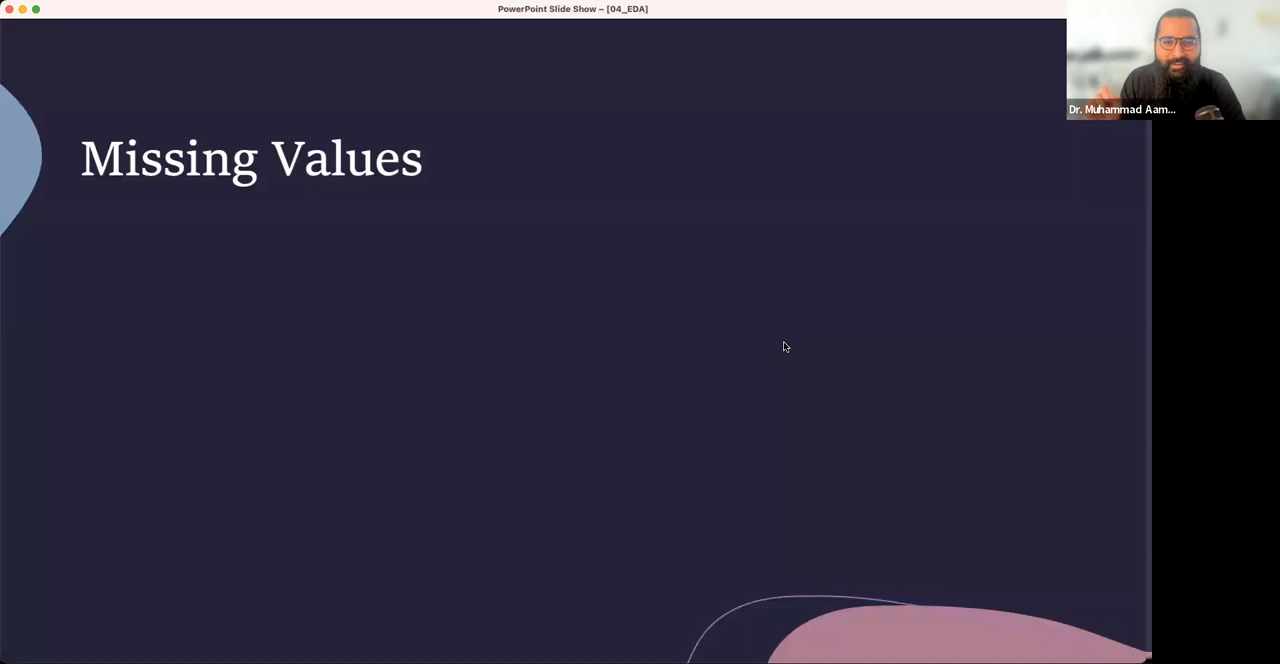 PowerPoint Slide Show – [04_EDA]
Dr. Muhammad Aam...
Missing Values